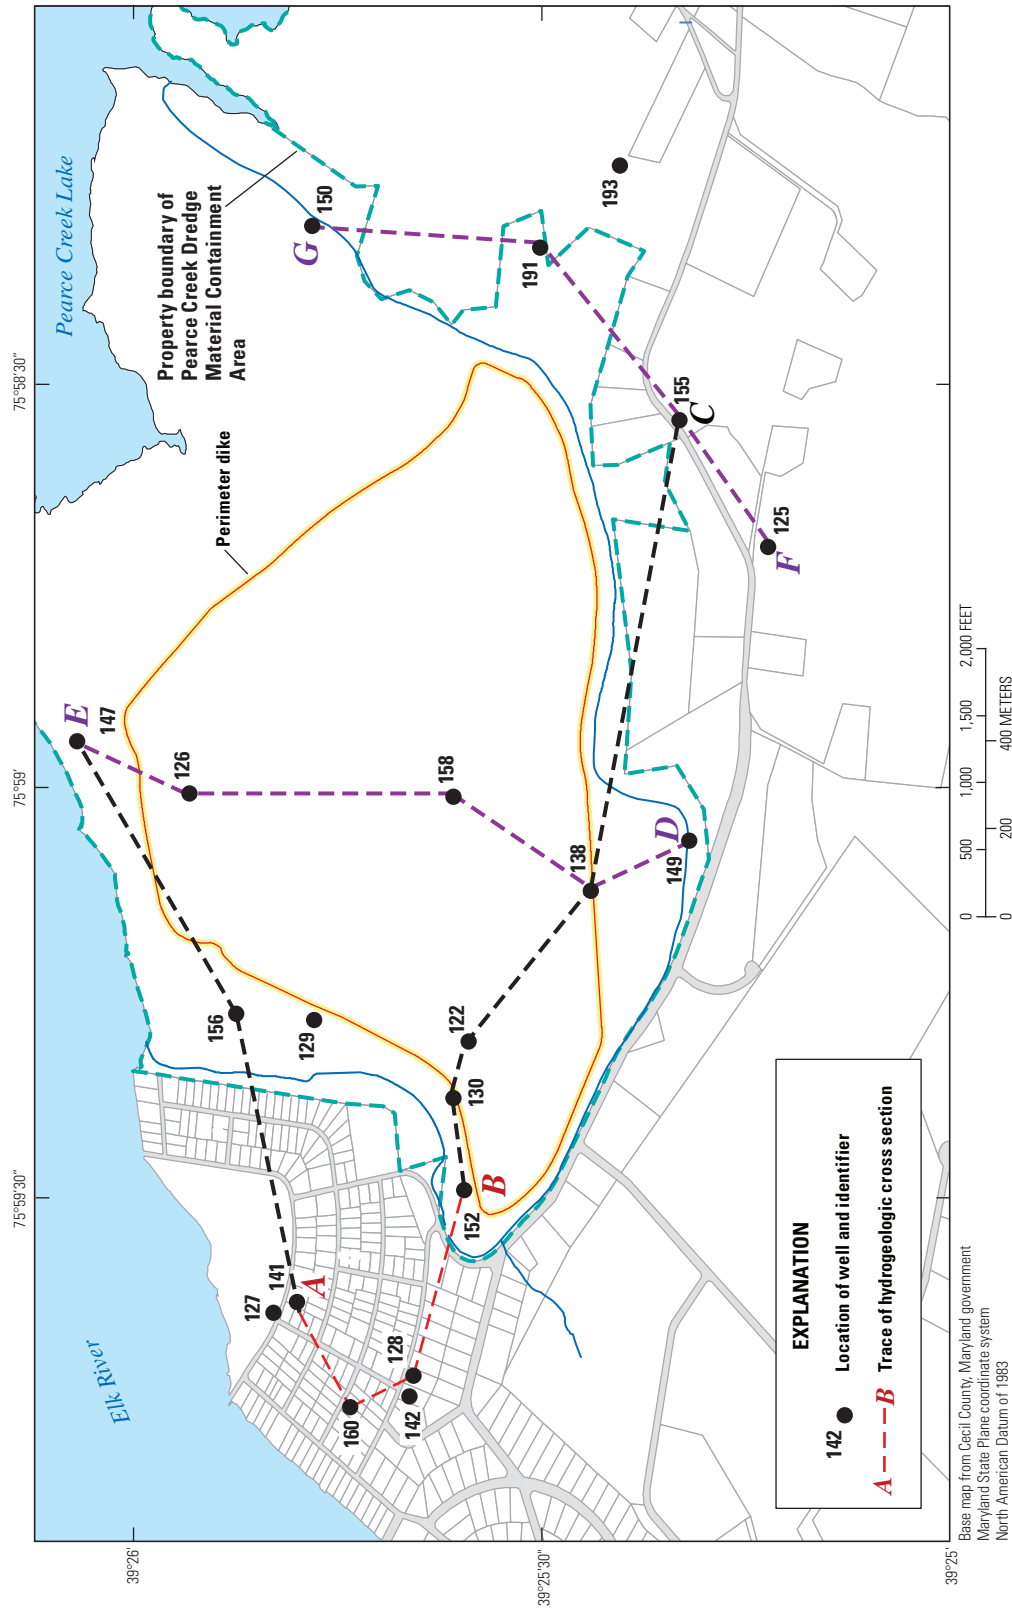 75°59'30"
75°59'
75°58'30"
39°26'
39°25'30"
39°25'
Elk River
Pearce Creek Lake
Property boundary of
Pearce Creek Dredge
Material Containment
Area
Perimeter dike
E
147
126
158
138
D
149
156
129
122
130
B
152
127
141
A
160
128
142
G
150
191
193
155
C
125
F
EXPLANATION
142 Location of well and identifier
A B Trace of hydrogeologic cross section
Base map from Cecil County, Maryland government
Maryland State Plane coordinate system
North American Datum of 1983
0 500 1,000 1,500 2,000 FEET
0 200 400 METERS